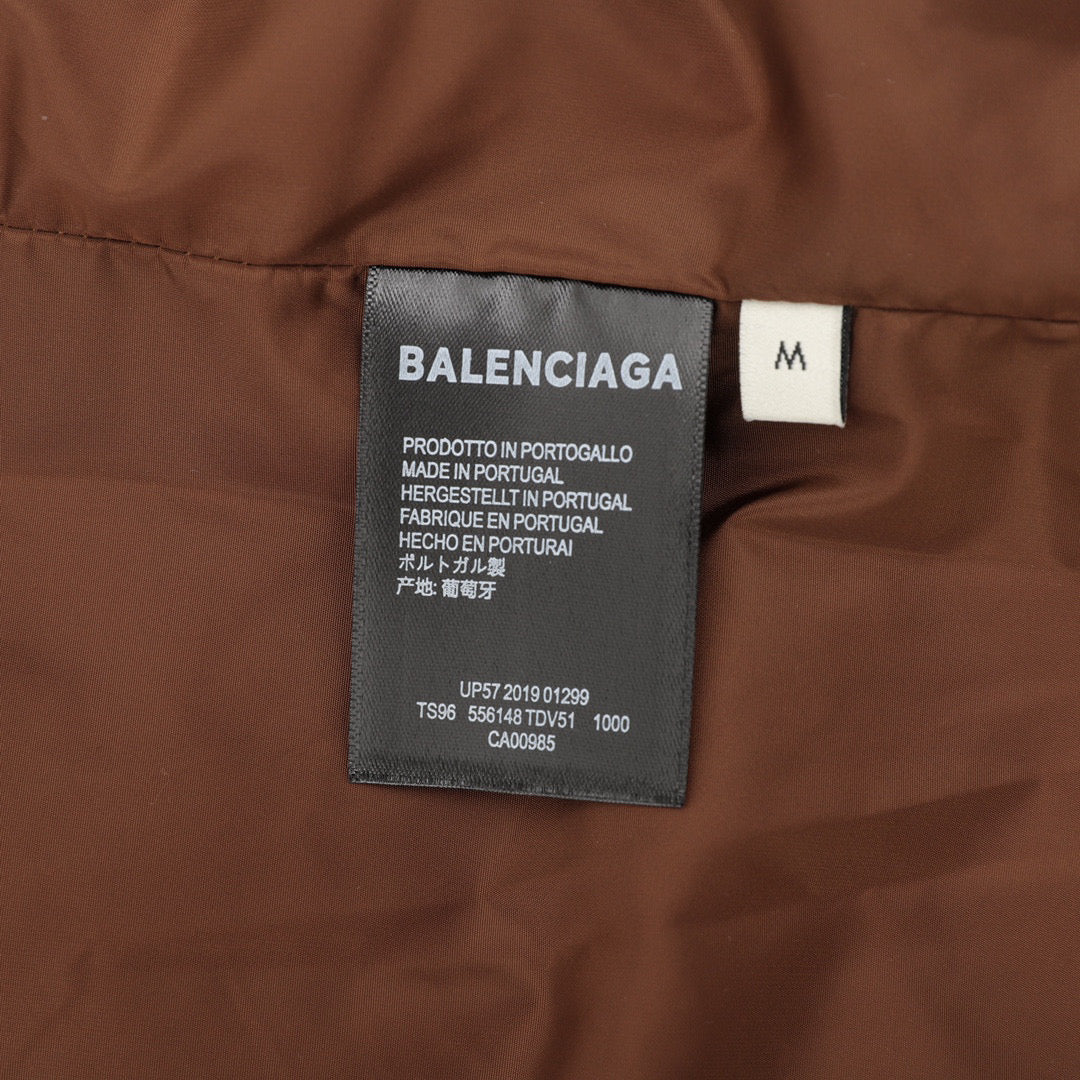 BALENCIAGA
M
PRODOTTO IN PORTOGALLO
MADE IN PORTUGAL
HERGESTELLT IN PORTUGAL
FABRIQUE EN PORTUGAL
HECHO EN PORTURAI
ポルトガル製
产地: 葡萄牙
UP57 2019 01299
TS96 556148 TDV51 1000
CA00985